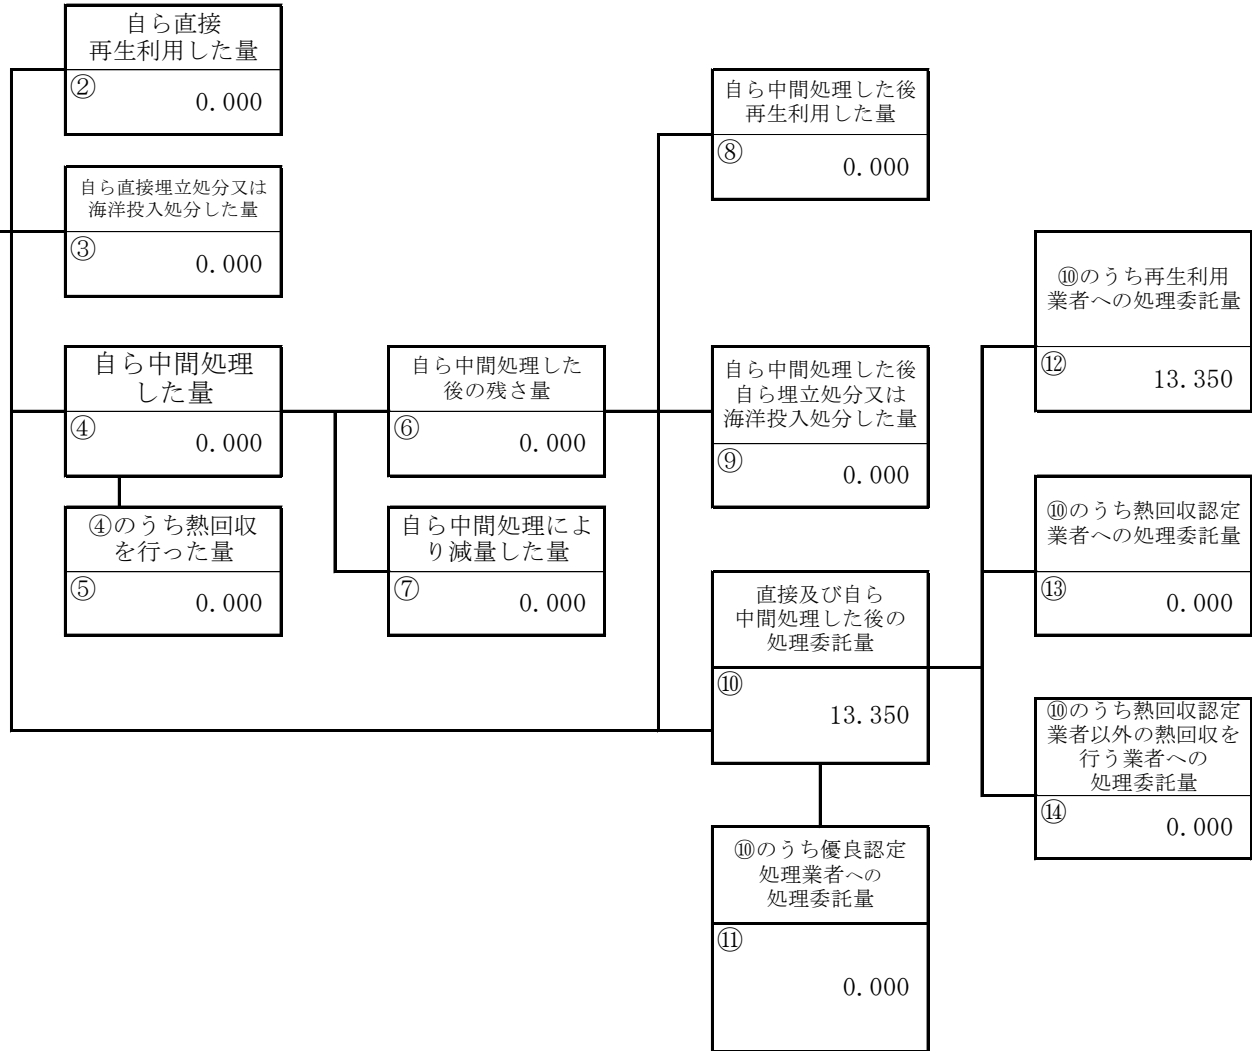 自ら直接
再生利用した量
②
0.000
自ら直接埋立処分又は
海洋投入処分した量
③
0.000
自ら中間処理
した量
④
0.000
④のうち熱回収
を行った量
⑤
0.000
自ら中間処理した
後の残さ量
⑥
0.000
自ら中間処理によ
り減量した量
⑦
0.000
自ら中間処理した後
再生利用した量
⑧
0.000
自ら中間処理した後
自ら埋立処分又は
海洋投入処分した量
⑨
0.000
直接及び自ら
中間処理した後の
処理委託量
⑩
13.350
⑩のうち優良認定
処理業者への
処理委託量
⑪
0.000
⑩のうち再生利用
業者への処理委託量
⑫
13.350
⑩のうち熱回収認定
業者への処理委託量
⑬
0.000
⑩のうち熱回収認定
業者以外の熱回収を
行う業者への
処理委託量
⑭
0.000